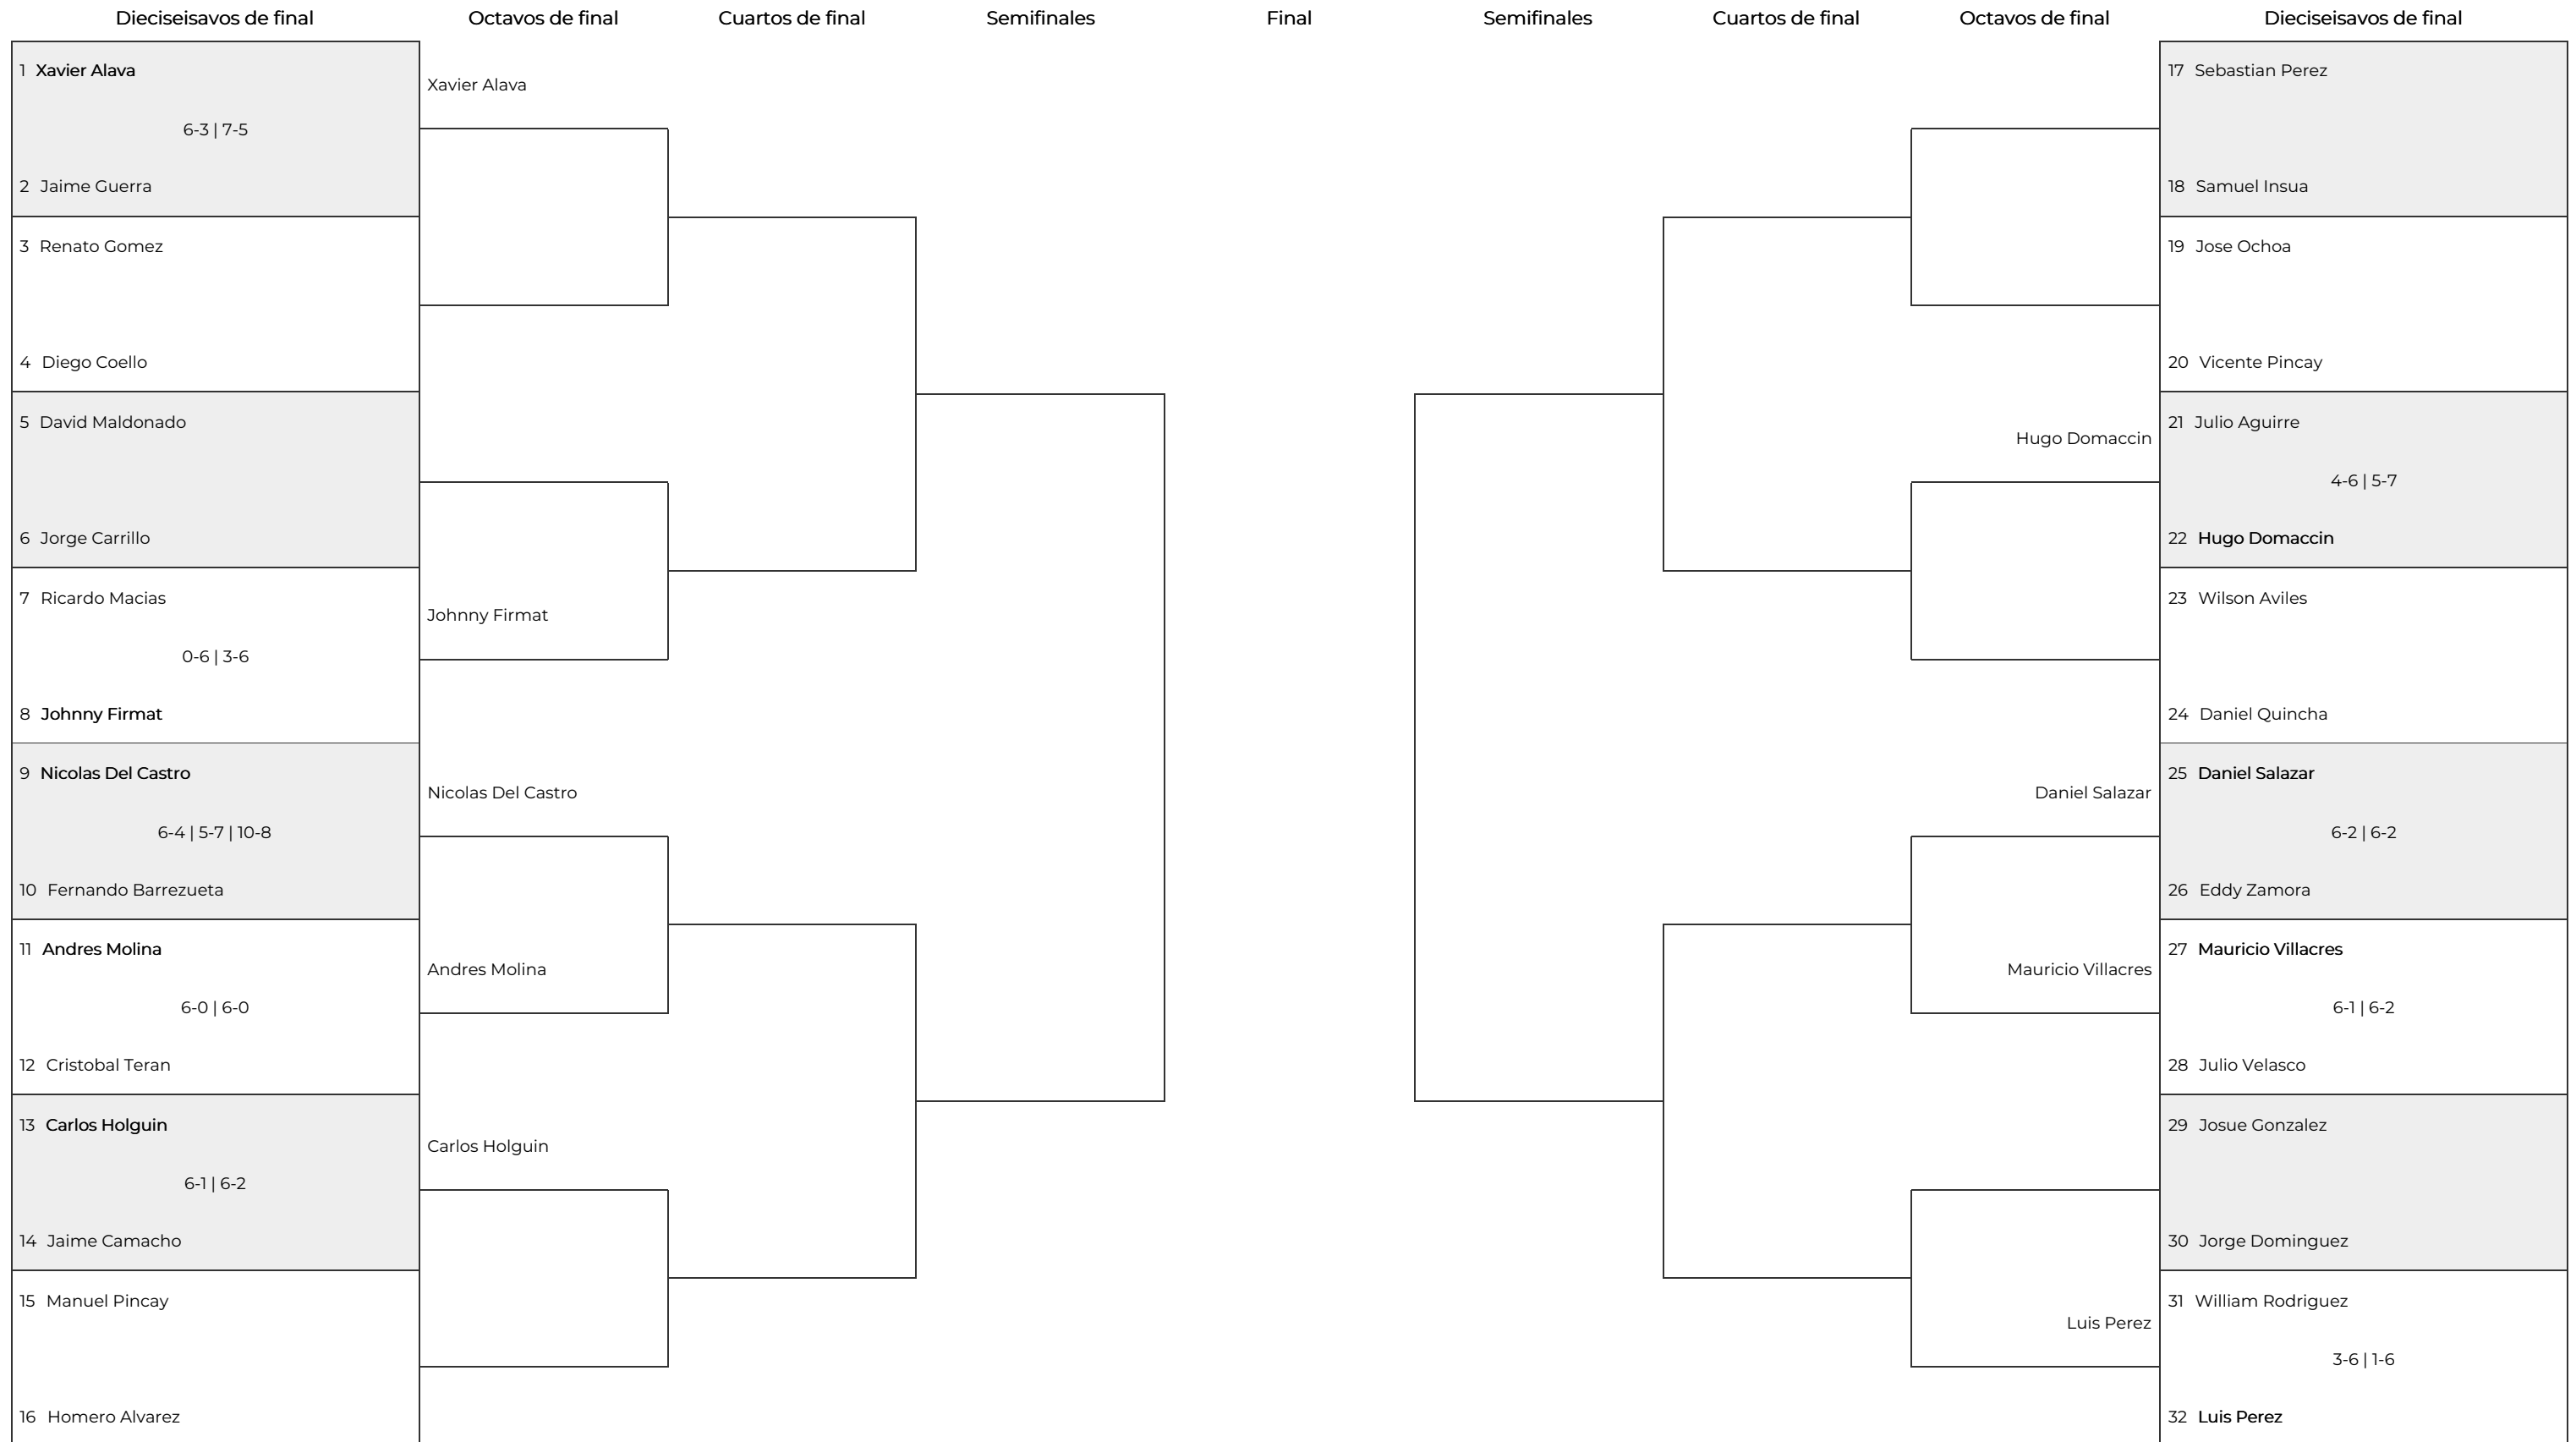 Dieciseisavos de final
Octavos de final
Cuartos de final
Semifinales
Final
Semifinales
Cuartos de final
Octavos de final
Dieciseisavos de final
1 Xavier Alava
6-3 | 7-5
2 Jaime Guerra
3 Renato Gomez
4 Diego Coello
5 David Maldonado
6 Jorge Carrillo
7 Ricardo Macias
0-6 | 3-6
8 Johnny Firmat
9 Nicolas Del Castro
6-4 | 5-7 | 10-8
10 Fernando Barrezueta
11 Andres Molina
6-0 | 6-0
12 Cristobal Teran
13 Carlos Holguin
6-1 | 6-2
14 Jaime Camacho
15 Manuel Pincay
16 Homero Alvarez
Xavier Alava
Johnny Firmat
Nicolas Del Castro
Andres Molina
Carlos Holguin
Hugo Domaccin
Daniel Salazar
Mauricio Villacres
Luis Perez
17 Sebastian Perez
18 Samuel Insua
19 Jose Ochoa
20 Vicente Pincay
21 Julio Aguirre
4-6 | 5-7
22 Hugo Domaccin
23 Wilson Aviles
24 Daniel Quincha
25 Daniel Salazar
6-2 | 6-2
26 Eddy Zamora
27 Mauricio Villacres
6-1 | 6-2
28 Julio Velasco
29 Josue Gonzalez
30 Jorge Dominguez
31 William Rodriguez
3-6 | 1-6
32 Luis Perez